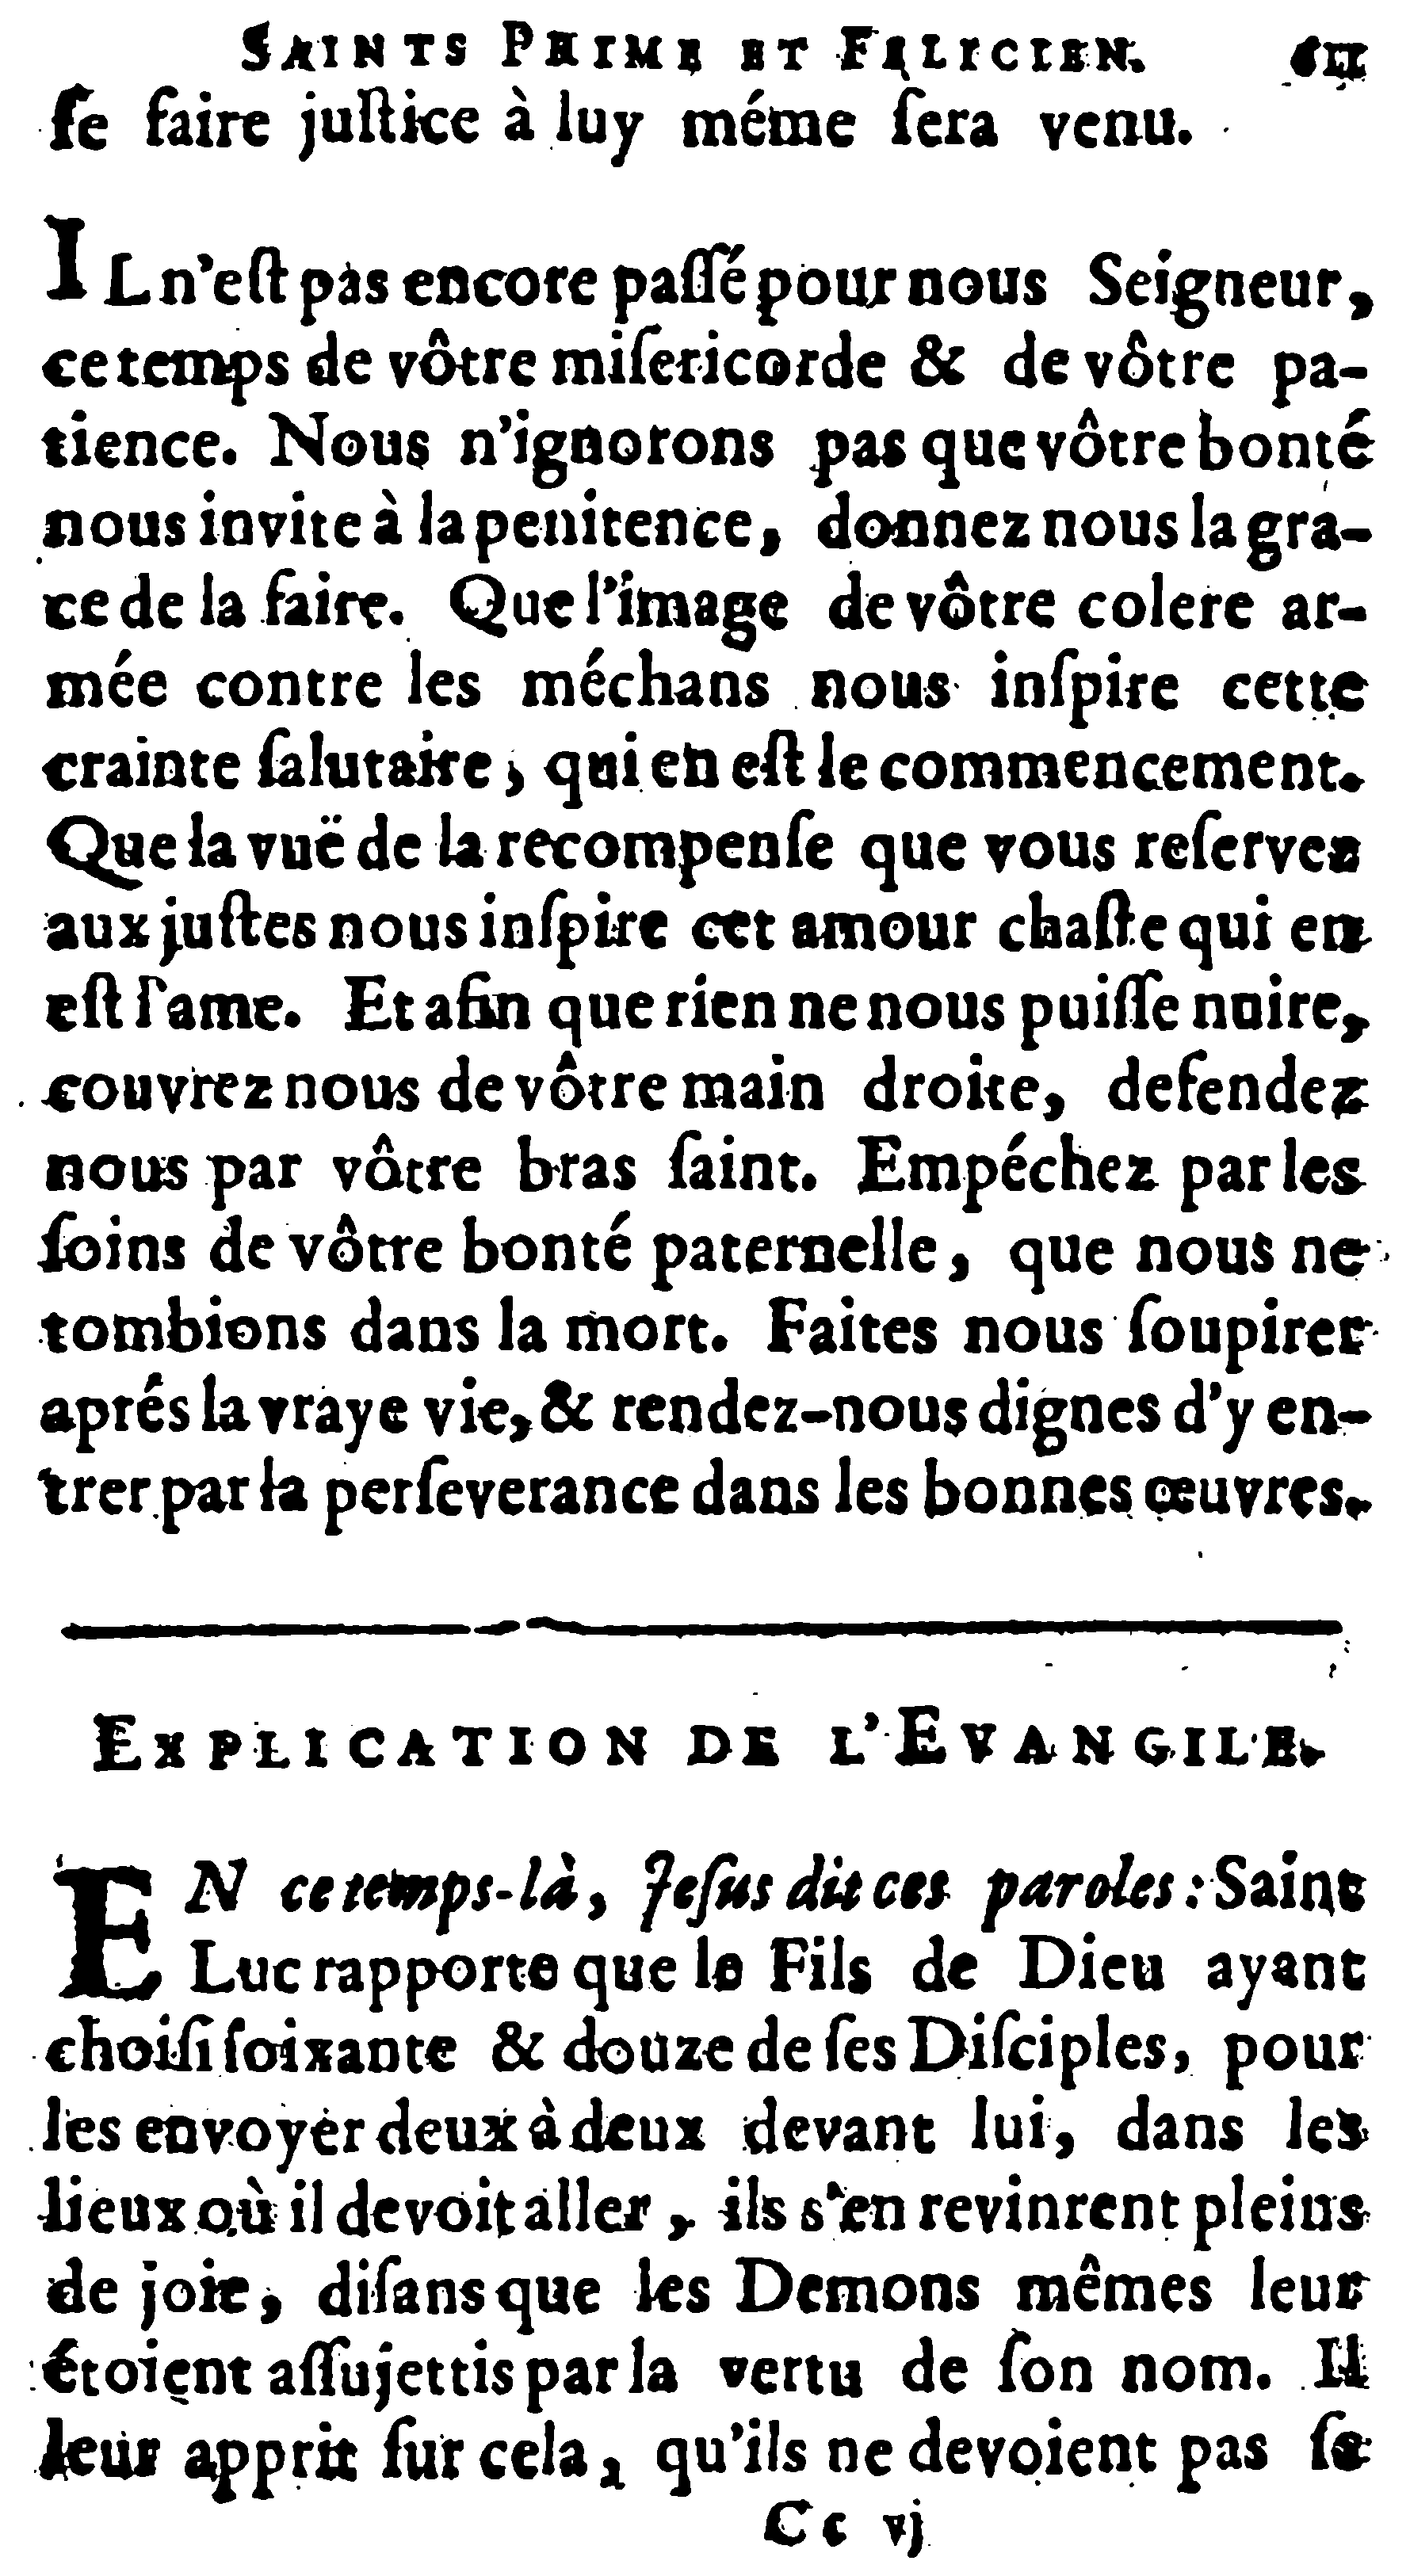 SAINTS PRIME ET FELICIEN. 611
ſe faire juſtice à luy méme ſera venu.
IL n'eſt pas encore paſſé pour nous Seigneur,
ce temps de vôtre miſericorde & de vôtre pa-
tience. Nous n'ignorons pas que vôtre bonté
nous invite à la penitence, donnez nous la gra-
ce de la faire. Que l'image de vôtre colere ar-
mée contre les méchans nous inſpire cette
crainte ſalutaire, qui en eſt le commencement.
Que la vuë de la recompenſe que vous reſervez
aux juſtes nous inſpire cet amour chaſte qui en
eſt l'ame. Et afin que rien ne nous puiſſe nuire,
couvrez nous de vôtre main droite, defendez
nous par vôtre bras ſaint. Empéchez par les
ſoins de vôtre bonté paternelle, que nous ne
tombions dans la mort. Faites nous ſoupirer
aprés la vraye vie, & rendez-nous dignes d'y en-
trer par la perſeverance dans les bonnes œuvres.
EXPLICATION DE L'EVANGILE.
EN ce temps-là, Jeſus dit ces paroles: Saint
Luc rapporte que le Fils de Dieu ayant
choiſi ſoixante & douze de ſes Diſciples, pour
les envoyer deux à deux devant lui, dans les
lieux où il devoit aller, ils s'en revinrent pleins
de joie, diſans que les Demons mêmes leur
étoient aſſujettis par la vertu de ſon nom. Il
leur apprit ſur cela, qu'ils ne devoient pas ſe
Cc vj